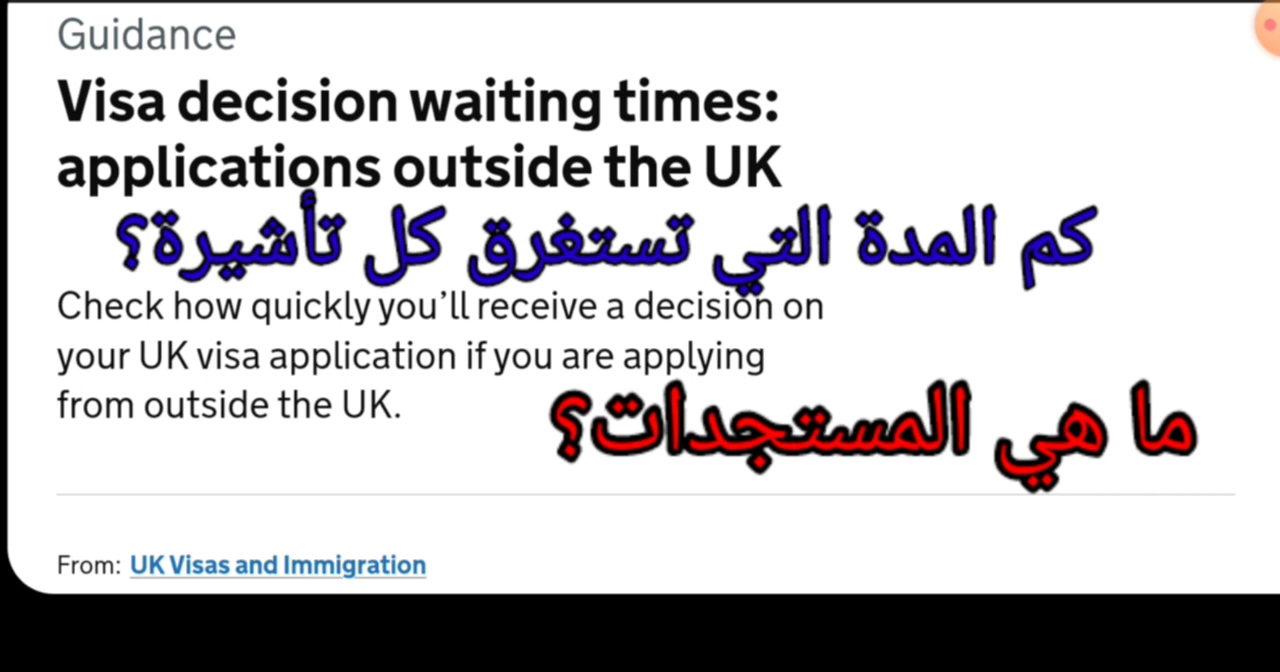 Guidance
Visa decision waiting times:
applications outside the UK
كم المدة التي تستغرق كل تأشيرة؟
Check how quickly you’ll receive a decision on
your UK visa application if you are applying
from outside the UK.
ما هي المستجدات؟
From: UK Visas and Immigration